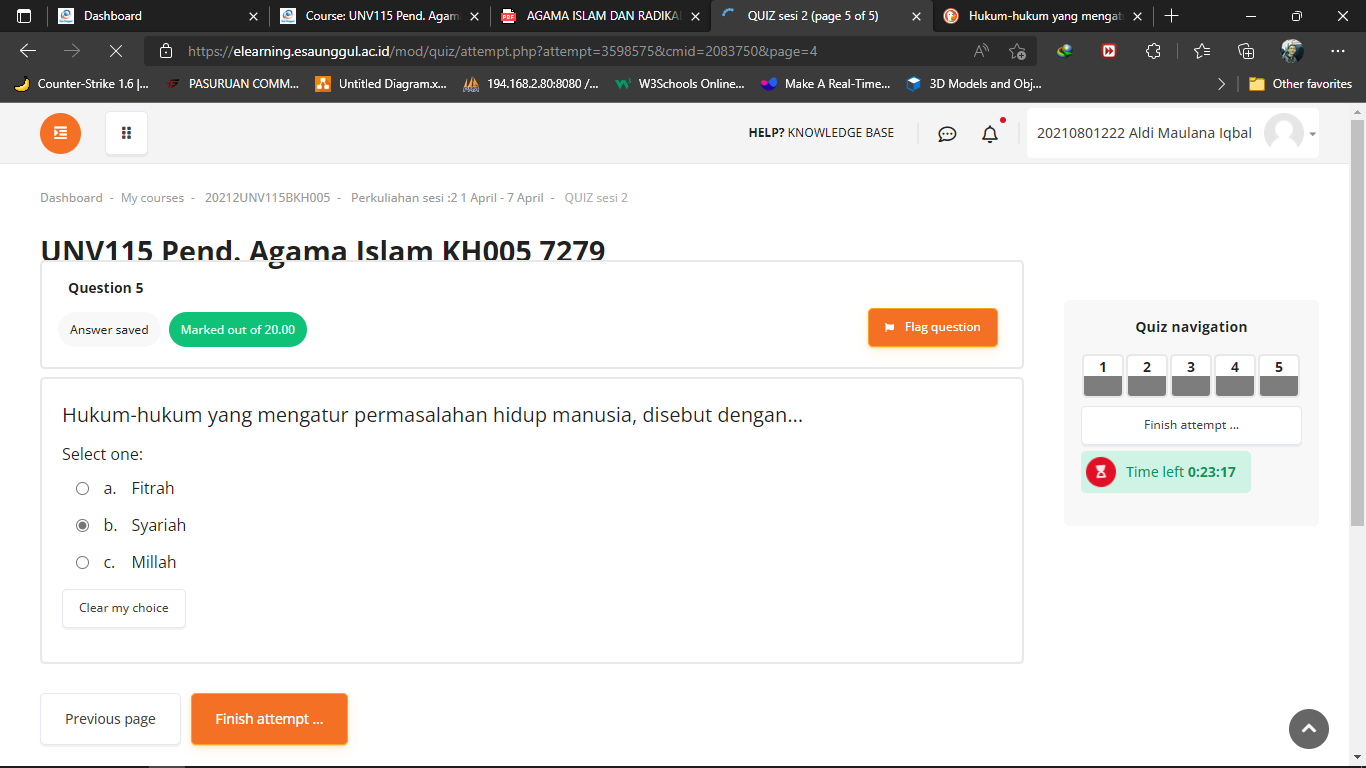 Dashboard
Course: UNV115 Pend. Agam
AGAMA ISLAM DAN RADIKA
QUIZ sesi 2 (page 5 of 5)
Hukum-hukum yang mengat
https://elearning.esaunggul.ac.id/mod/quiz/attempt.php?attempt=3598575&cmid=2083750&page=4
Counter-Strike 1.6 |...
PASURUAN COMM...
Untitled Diagram.x...
194.168.2.80:8080 /...
W3Schools Online...
Make A Real-Time...
3D Models and Obj...
Other favorites
HELP? KNOWLEDGE BASE
20210801222 Aldi Maulana Iqbal
Dashboard - My courses - 20212UNV115BKH005 - Perkuliahan sesi :2 1 April - 7 April - QUIZ sesi 2
UNV115 Pend. Agama Islam KH005 7279
Question 5
Answer saved
Marked out of 20.00
Flag question
Hukum-hukum yang mengatur permasalahan hidup manusia, disebut dengan...
Select one:
a. Fitrah
b. Syariah
c. Millah
Clear my choice
Previous page
Finish attempt ...
Quiz navigation
1 2 3 4 5
Finish attempt ...
Time left 0:23:17